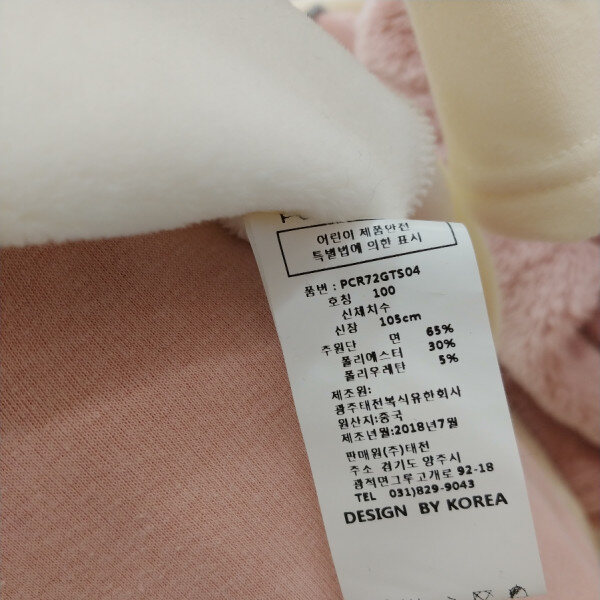 어린이 제품안전
특별법에 의한 표시
품번 : PCR72GTS04
호칭 100
신체치수
신장 105cm
주원단 면 65%
폴리에스터 30%
폴리우레탄 5%
제조원:
광주태전복식유한회사
원산지:중국
제조년월:2018년7월
판매원(주)태전
주소 경기도 양주시
광적면그루고개로 92-18
TEL 031)829-9043
DESIGN BY KOREA